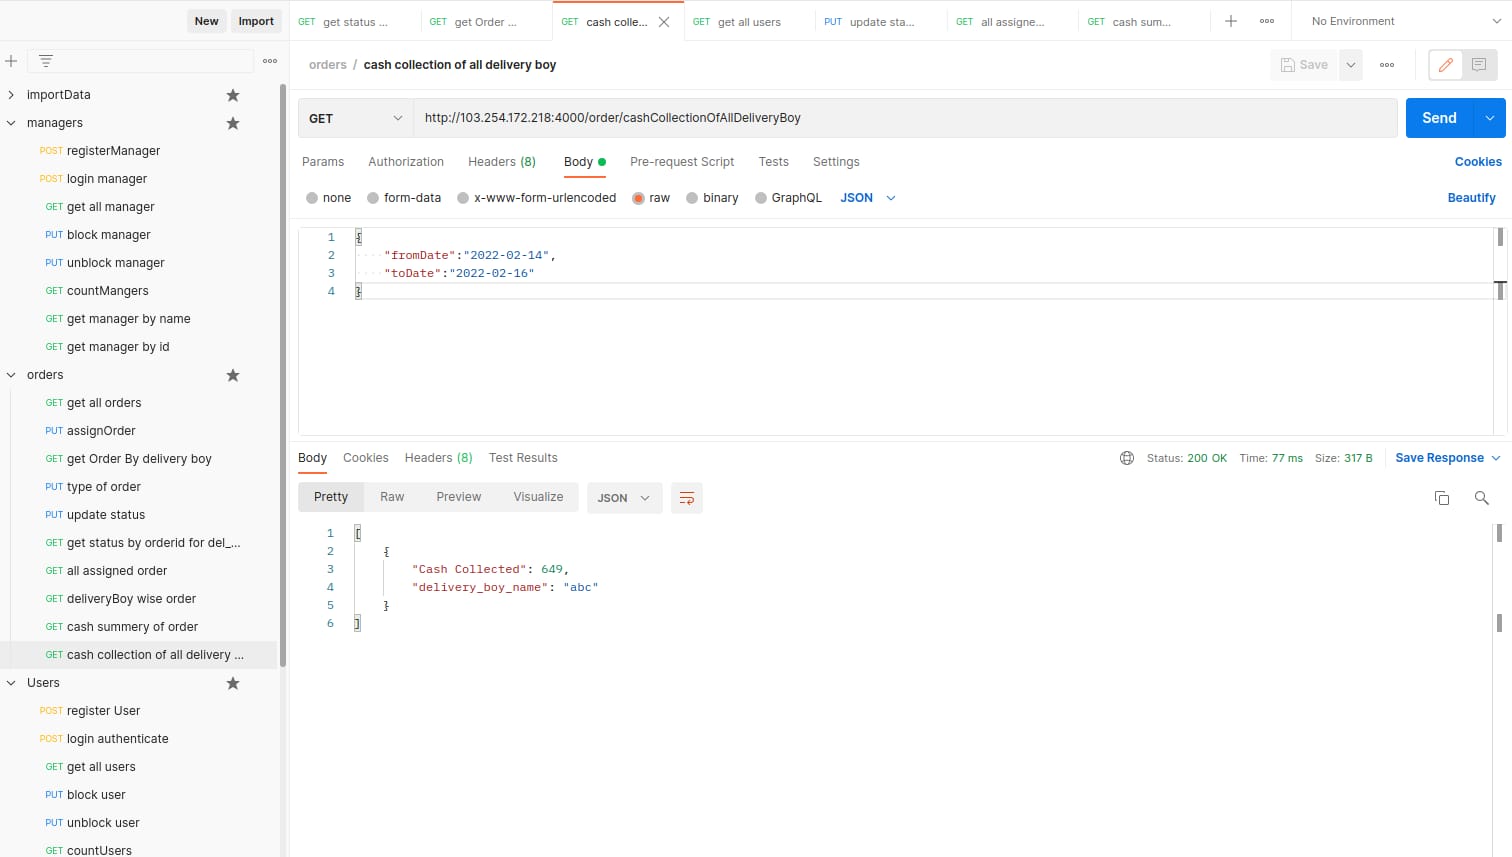 New Import
importData
managers
POST registerManager
POST login manager
GET get all manager
PUT block manager
PUT unblock manager
GET countMangers
GET get manager by name
GET get manager by id
orders
GET get all orders
PUT assignOrder
GET get Order By delivery boy
PUT type of order
PUT update status
GET get status by orderid for del_...
GET all assigned order
GET deliveryBoy wise order
GET cash summery of order
GET cash collection of all delivery ...
Users
POST register User
POST login authenticate
GET get all users
PUT block user
PUT unblock user
GET countUsers
GET get status ... GET get Order ... GET cash colle... GET get all users PUT update sta... GET all assigne... GET cash sum... No Environment
orders / cash collection of all delivery boy Save
GET http://103.254.172.218:4000/order/cashCollectionOfAllDeliveryBoy Send
Params Authorization Headers (8) Body Pre-request Script Tests Settings Cookies
none form-data x-www-form-urlencoded raw binary GraphQL JSON Beautify
1 {
2 "fromDate":"2022-02-14",
3 "toDate":"2022-02-16"
4 }
Body Cookies Headers (8) Test Results Status: 200 OK Time: 77 ms Size: 317 B Save Response
Pretty Raw Preview Visualize JSON
1 [
2 {
3 "Cash Collected": 649,
4 "delivery_boy_name": "abc"
5 }
6 ]